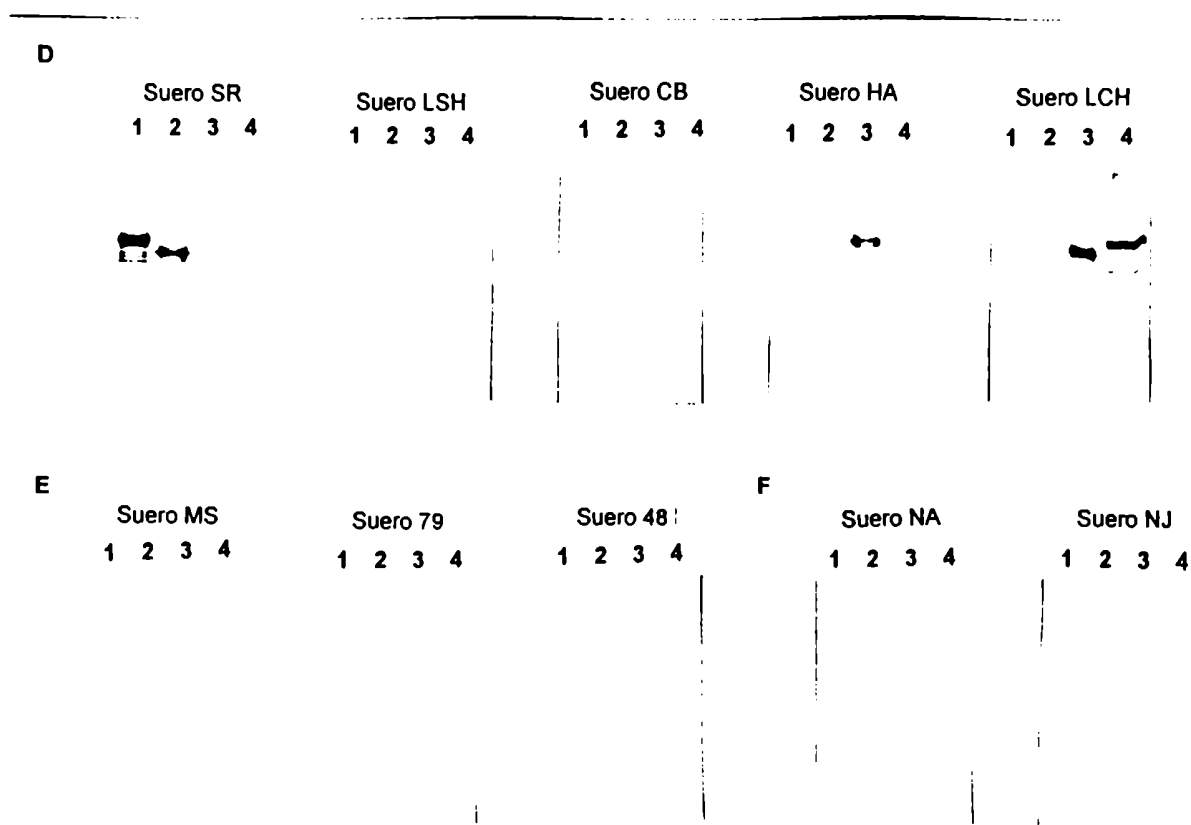 D
Suero SR
Suero LSH
Suero CB
Suero HA
Suero LCH
1 2 3 4
1 2 3 4
1 2 3 4
1 2 3 4
1 2 3 4
E
F
Suero MS
Suero 79
Suero 48
Suero NA
Suero NJ
1 2 3 4
1 2 3 4
1 2 3 4
1 2 3 4
1 2 3 4